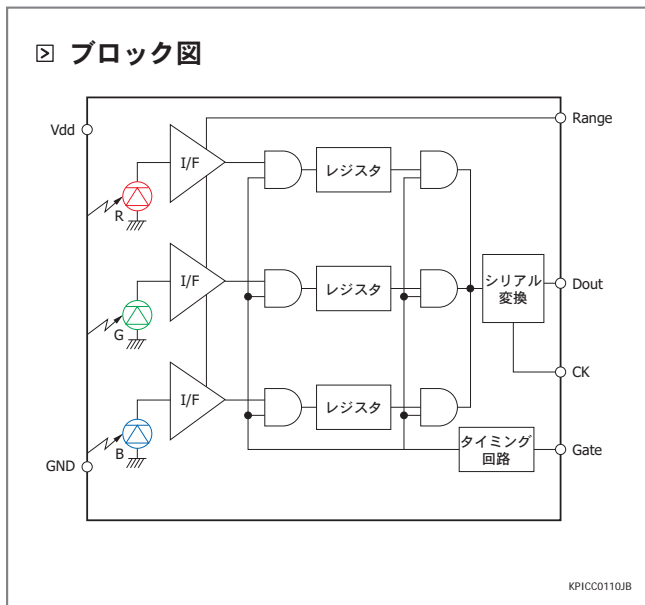 ブロック図
Vdd
Range
I/F
レジスタ
R
I/F
レジスタ
シリアル
変換
Dout
G
CK
I/F
レジスタ
タイミング
回路
Gate
B
GND
KPICC0110JB